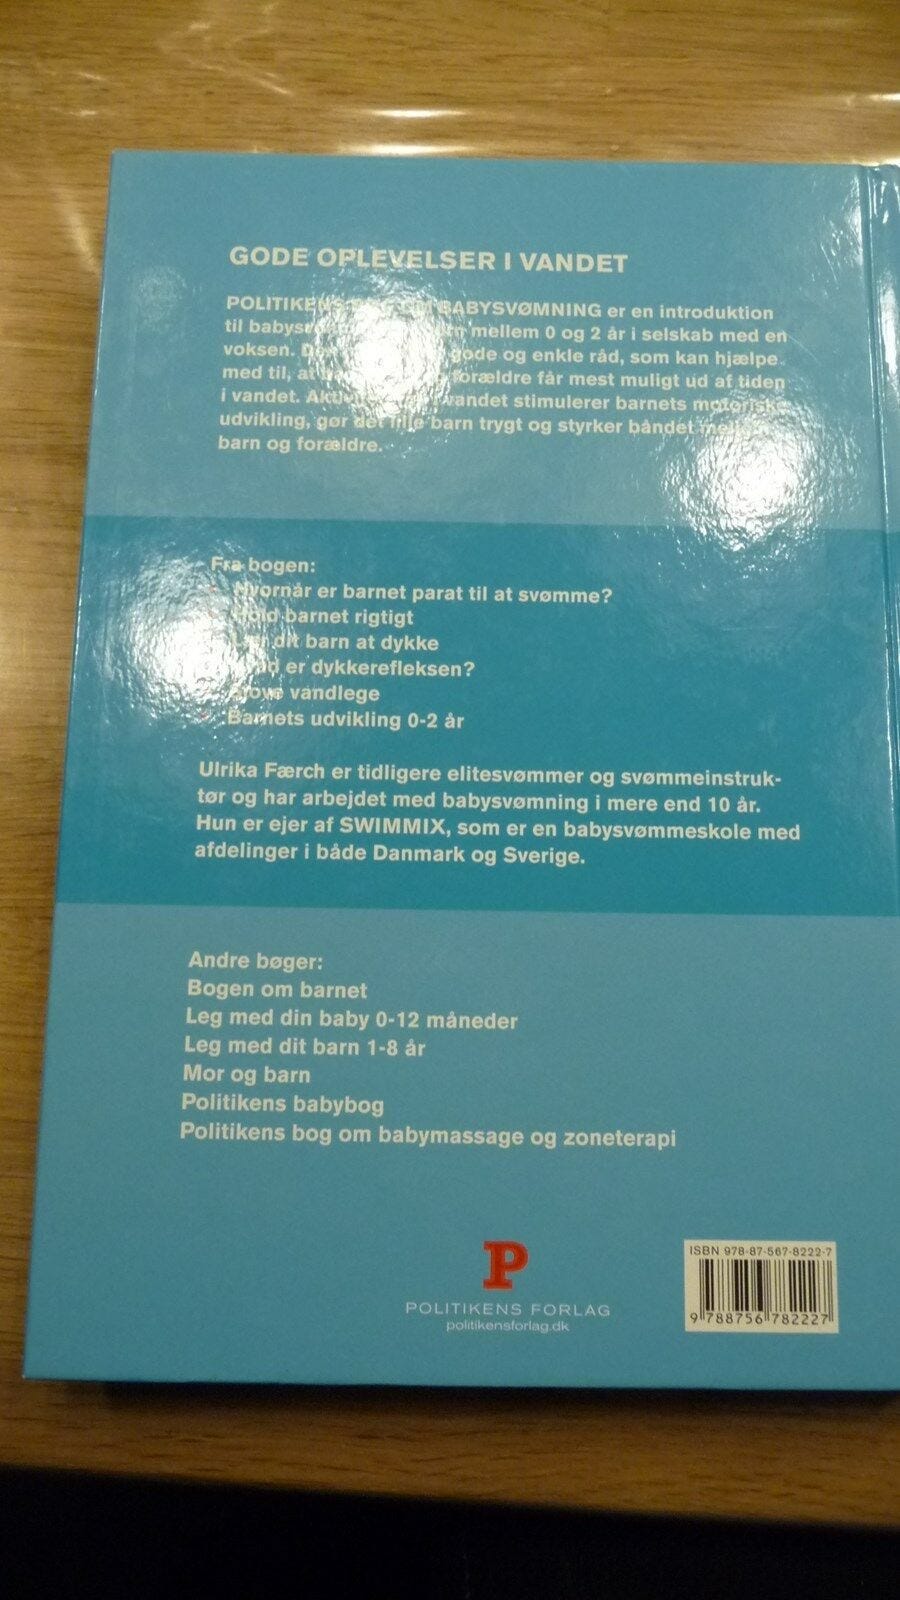 GODE OPLEVELSER I VANDET
POLITIKENS BABYSVØMNING er en introduktion
til mellem 0 og 2 år i selskab med en
voksen. gode og enkle råd, som kan hjælpe
med til, forældre får mest muligt ud af tiden
i vandet. vandet stimulerer barnets motoriske
udvikling, gør det lille barn trygt og styrker båndet mellem
barn og forældre.
Fra bogen:
Hvornår er barnet parat til at svømme?
Hold barnet rigtigt
dit barn at dykke
er dykkerefleksen?
vandlege
Barnets udvikling 0-2 år
Ulrika Færch er tidligere elitesvømmer og svømmeinstruk-
tør og har arbejdet med babysvømning i mere end 10 år.
Hun er ejer af SWIMMIX, som er en babysvømmeskole med
afdelinger i både Danmark og Sverige.
Andre bøger:
Bogen om barnet
Leg med din baby 0-12 måneder
Leg med dit barn 1-8 år
Mor og barn
Politikens babybog
Politikens bog om babymassage og zoneterapi
P
POLITIKENS FORLAG
politikensforlag.dk
ISBN 978-87-567-8222-7
9 788756 782227